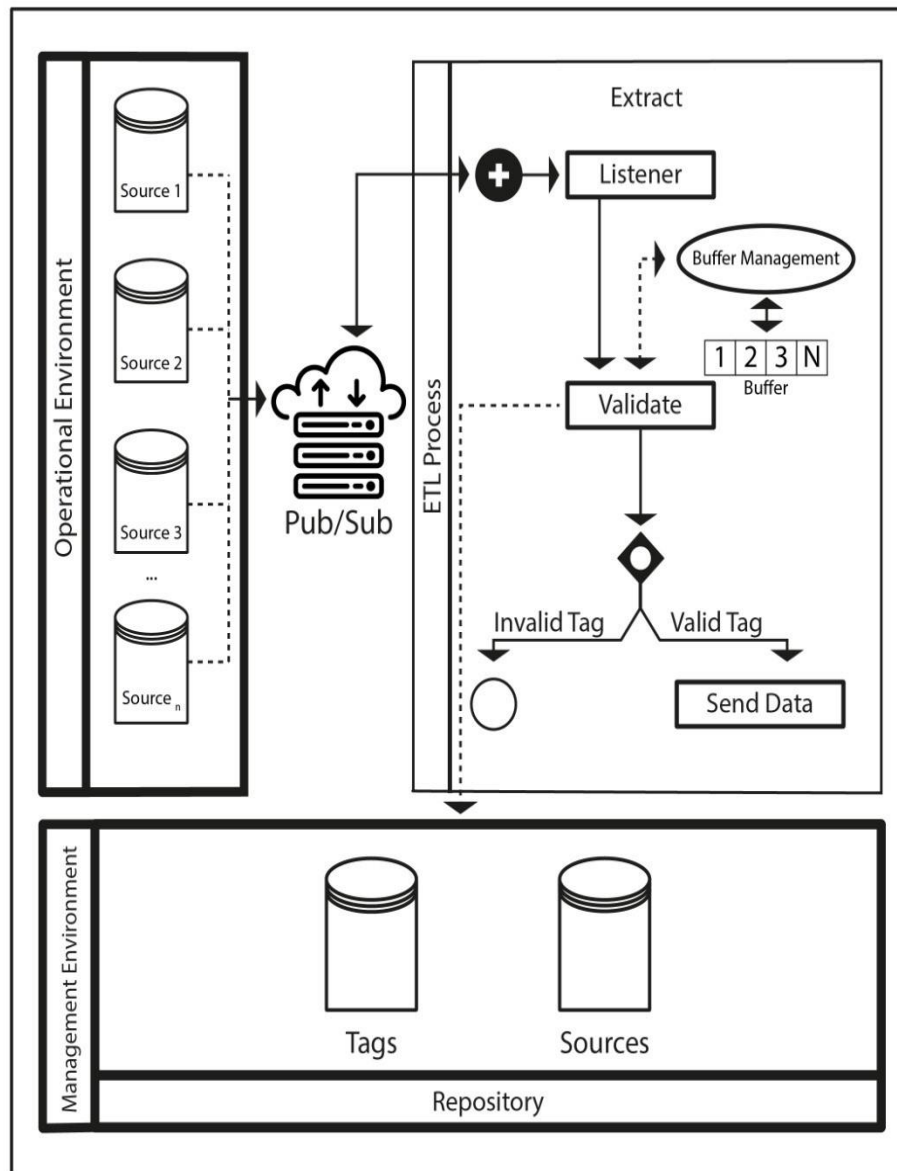 Operational Environment
Source 1
Source 2
Source 3
...
Source n
Pub/Sub
ETL Process
Extract
Listener
Buffer Management
1 2 3 N
Buffer
Validate
Invalid Tag
Valid Tag
Send Data
Management Environment
Tags
Sources
Repository